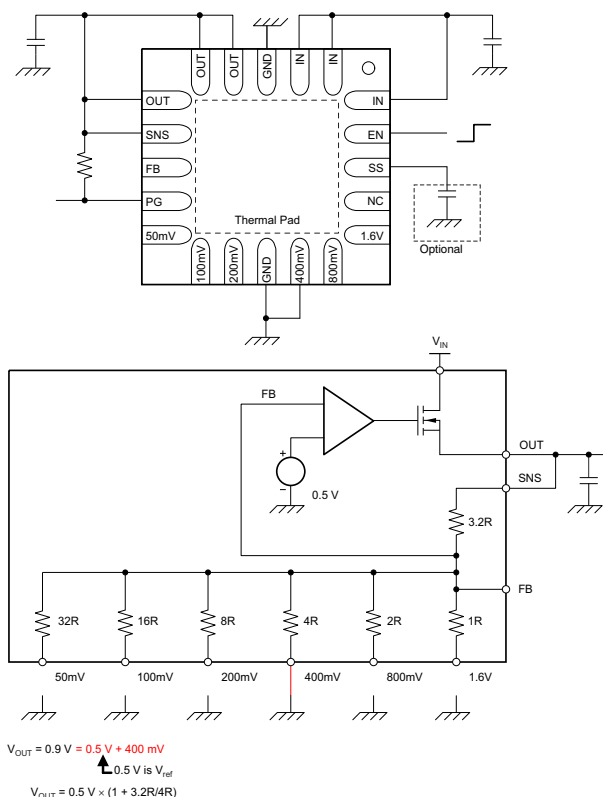 OUT
OUT
GND
IN
IN
OUT
IN
SNS
EN
FB
SS
PG
NC
50mV
1.6V
Thermal Pad
Optional
100mV
200mV
GND
400mV
800mV
VIN
FB
OUT
SNS
+
−
0.5 V
3.2R
FB
32R
16R
8R
4R
2R
1R
50mV
100mV
200mV
400mV
800mV
1.6V
VOUT = 0.9 V = 0.5 V + 400 mV
0.5 V is Vref
VOUT = 0.5 V × (1 + 3.2R/4R)